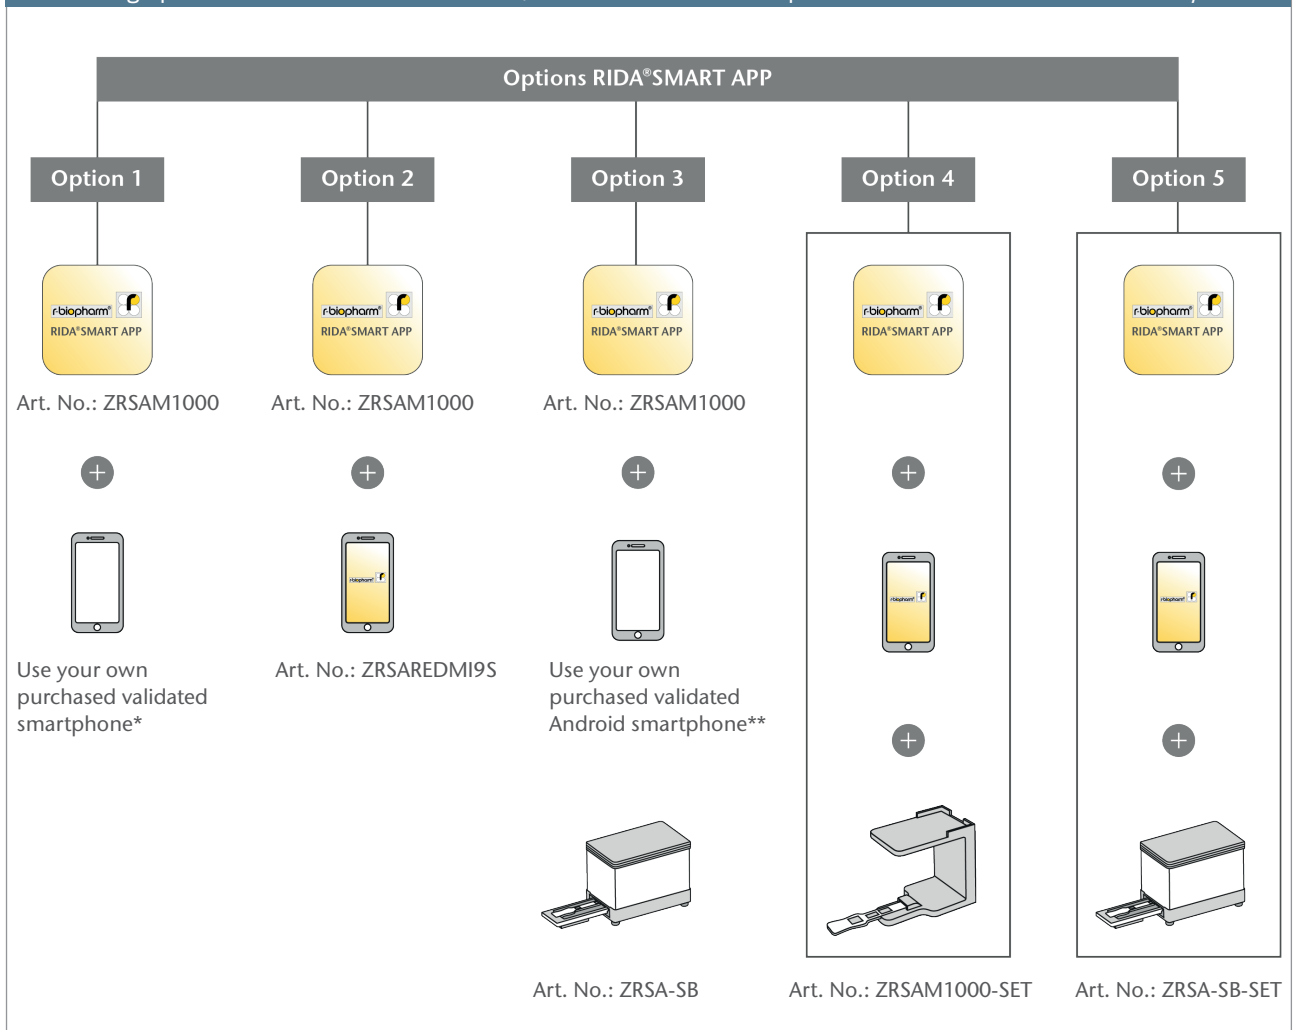 Options RIDA®SMART APP
Option 1
Option 2
Option 3
Option 4
Option 5
r-biopharm®
RIDA®SMART APP
r-biopharm®
RIDA®SMART APP
r-biopharm®
RIDA®SMART APP
r-biopharm®
RIDA®SMART APP
r-biopharm®
RIDA®SMART APP
Art. No.: ZRSAM1000
Art. No.: ZRSAM1000
Art. No.: ZRSAM1000
r-biopharm®
r-biopharm®
r-biopharm®
Use your own
purchased validated
smartphone*
Art. No.: ZRSAREDMI9S
Use your own
purchased validated
Android smartphone**
Art. No.: ZRSA-SB
Art. No.: ZRSAM1000-SET
Art. No.: ZRSA-SB-SET